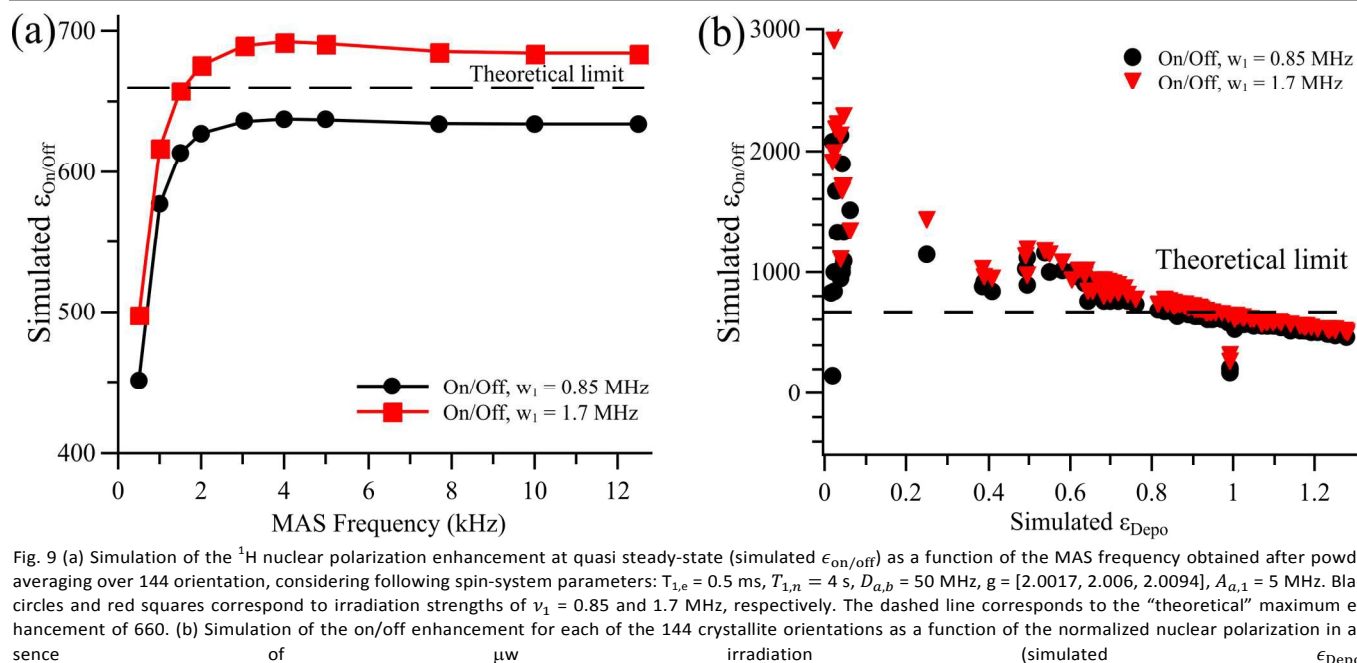 (a)
700
600
500
400
Simulated ε_On/Off
Theoretical limit
On/Off, w₁ = 0.85 MHz
On/Off, w₁ = 1.7 MHz
0 2 4 6 8 10 12
MAS Frequency (kHz)
(b)
3000
2000
1000
0
Simulated ε_On/Off
On/Off, w₁ = 0.85 MHz
On/Off, w₁ = 1.7 MHz
Theoretical limit
0 0.2 0.4 0.6 0.8 1 1.2
Simulated ε_Depo
Fig. 9 (a) Simulation of the ¹H nuclear polarization enhancement at quasi steady-state (simulated ϵ_on/off) as a function of the MAS frequency obtained after powd
averaging over 144 orientation, considering following spin-system parameters: T₁,ₑ = 0.5 ms, T₁,ₙ = 4 s, D_a,b = 50 MHz, g = [2.0017, 2.006, 2.0094], A_a,1 = 5 MHz. Bla
circles and red squares correspond to irradiation strengths of ν₁ = 0.85 and 1.7 MHz, respectively. The dashed line corresponds to the “theoretical” maximum e
hancement of 660. (b) Simulation of the on/off enhancement for each of the 144 crystallite orientations as a function of the normalized nuclear polarization in a
sence of μw irradiation (simulated ϵ_Depo